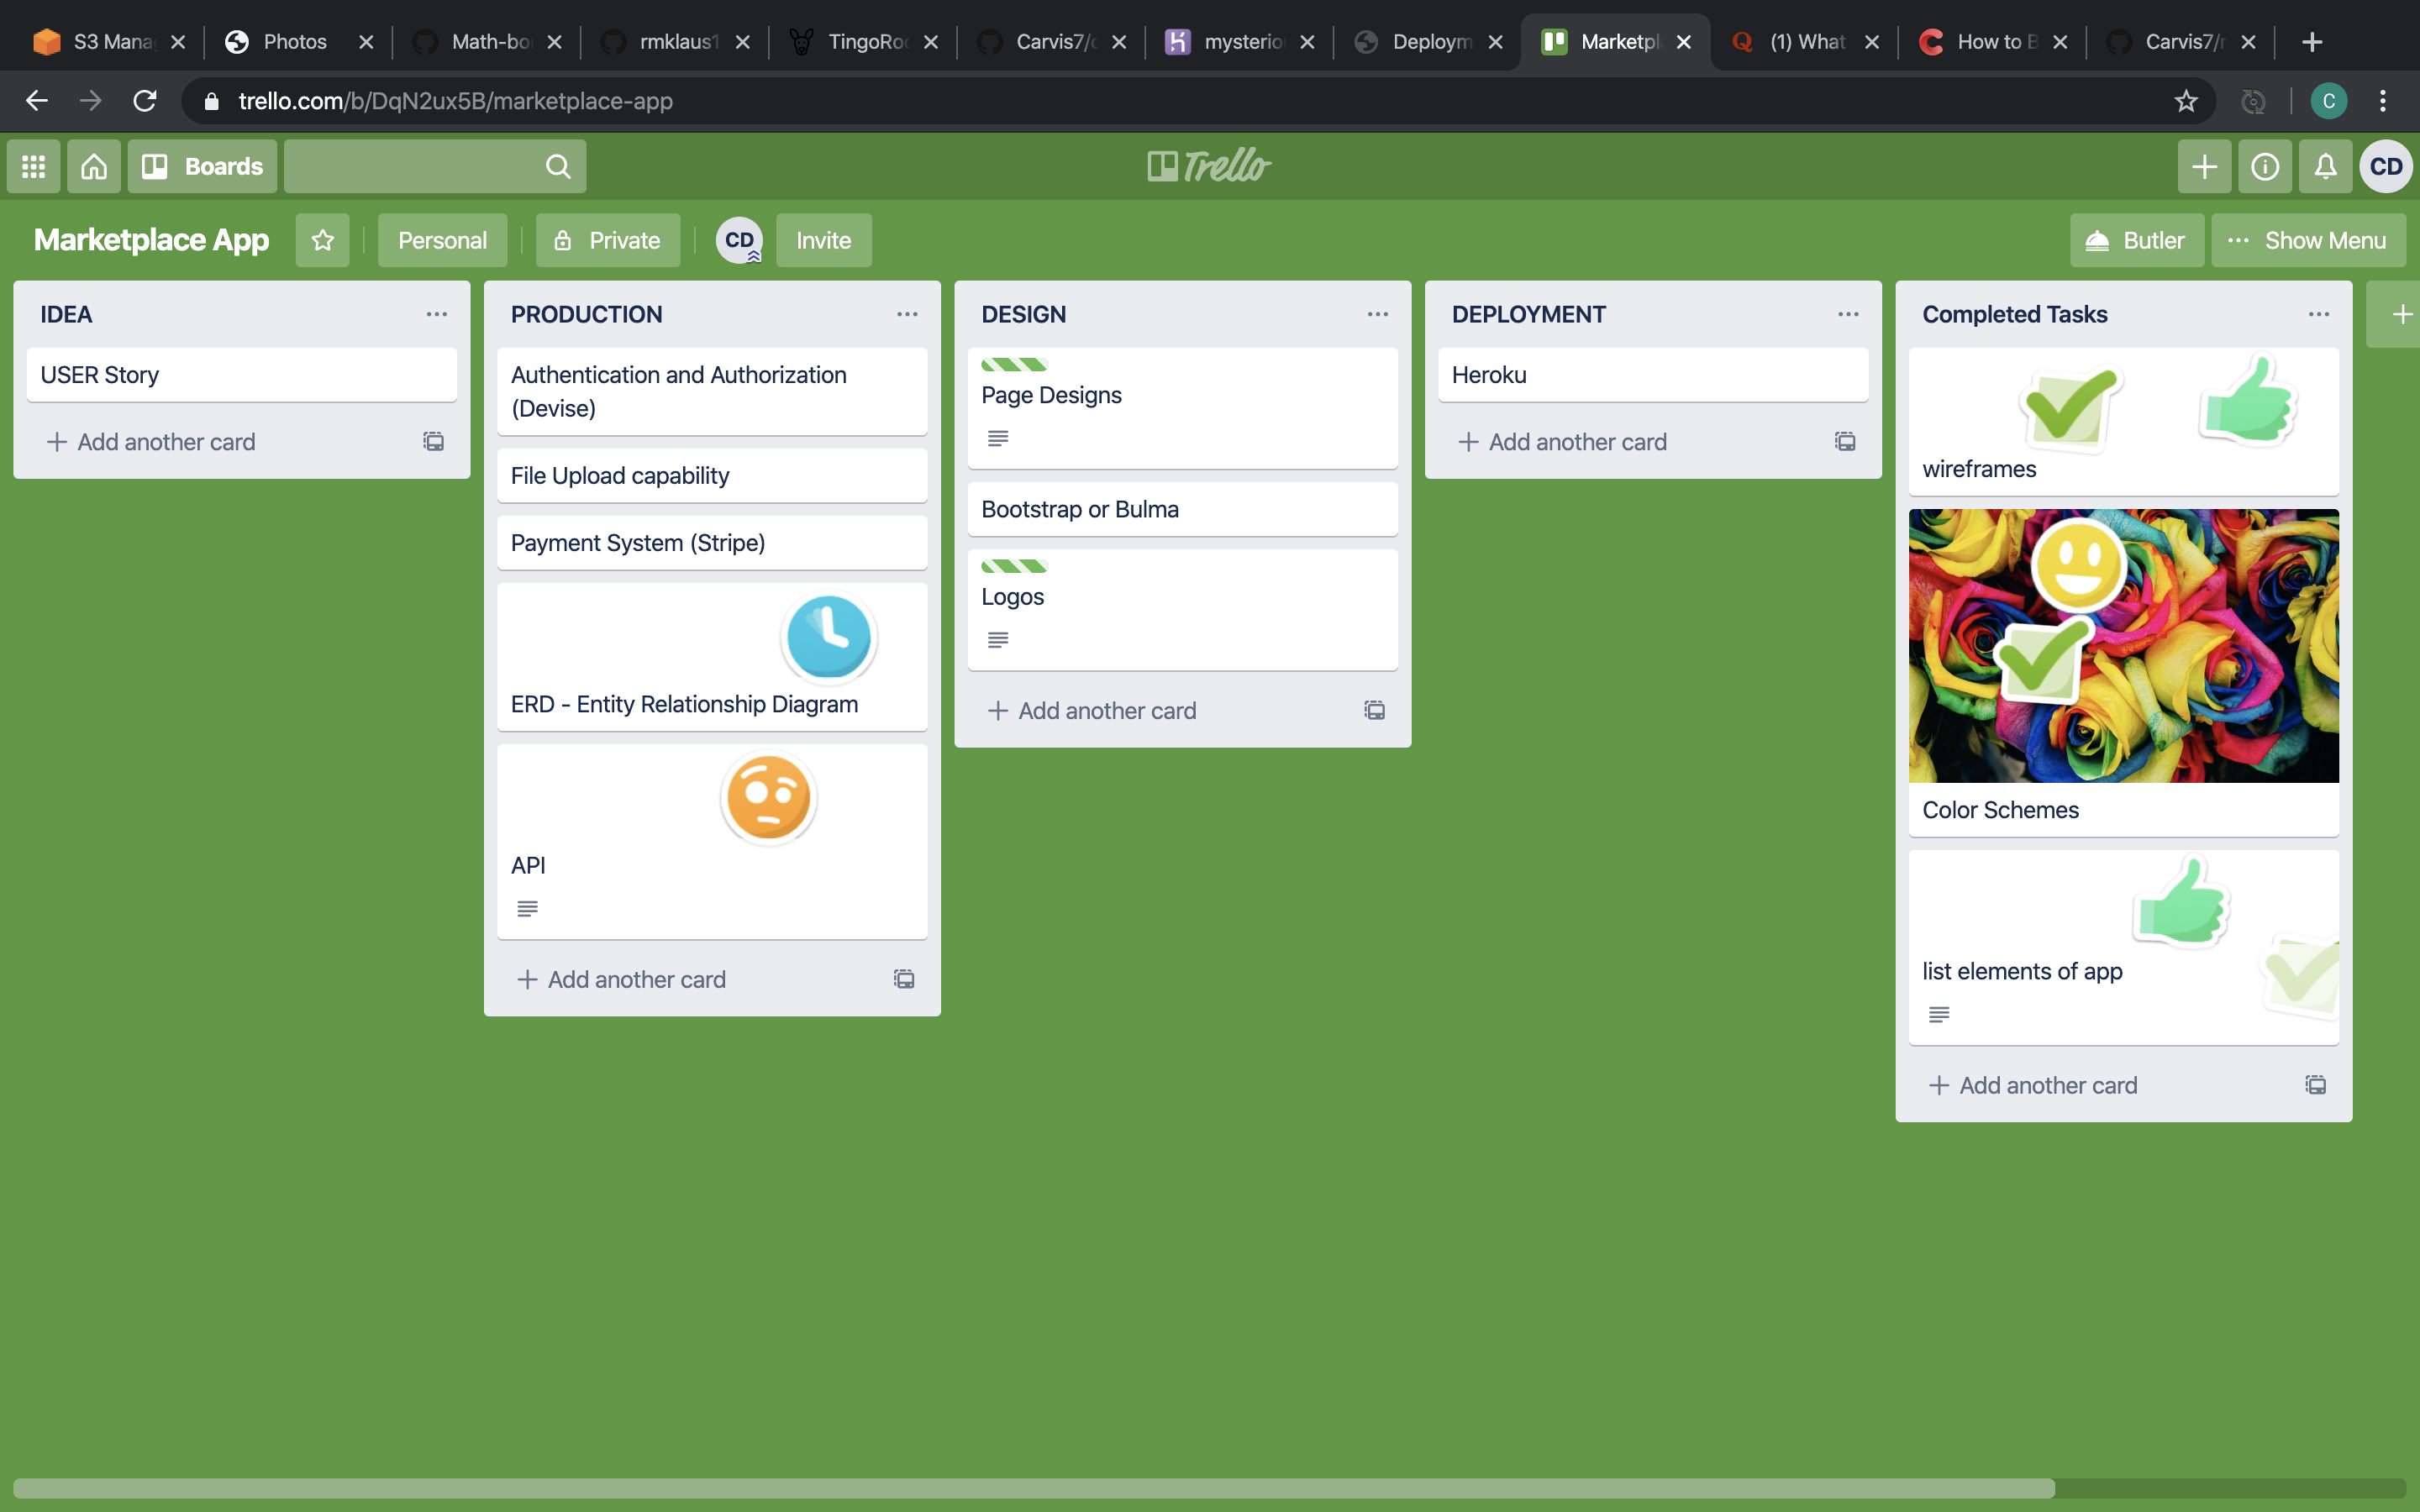 S3 Mana
Photos
Math-bo
rmklaus1
TingoRoo
Carvis7/c
mysterio
Deploym
Marketpl
(1) What
How to B
Carvis7/r
trello.com/b/DqN2ux5B/marketplace-app
C
Boards
Trello
CD
Marketplace App
Personal
Private
CD
Invite
Butler
Show Menu
IDEA
USER Story
Add another card
PRODUCTION
Authentication and Authorization
(Devise)
File Upload capability
Payment System (Stripe)
ERD - Entity Relationship Diagram
API
Add another card
DESIGN
Page Designs
Bootstrap or Bulma
Logos
Add another card
DEPLOYMENT
Heroku
Add another card
Completed Tasks
wireframes
Color Schemes
list elements of app
Add another card